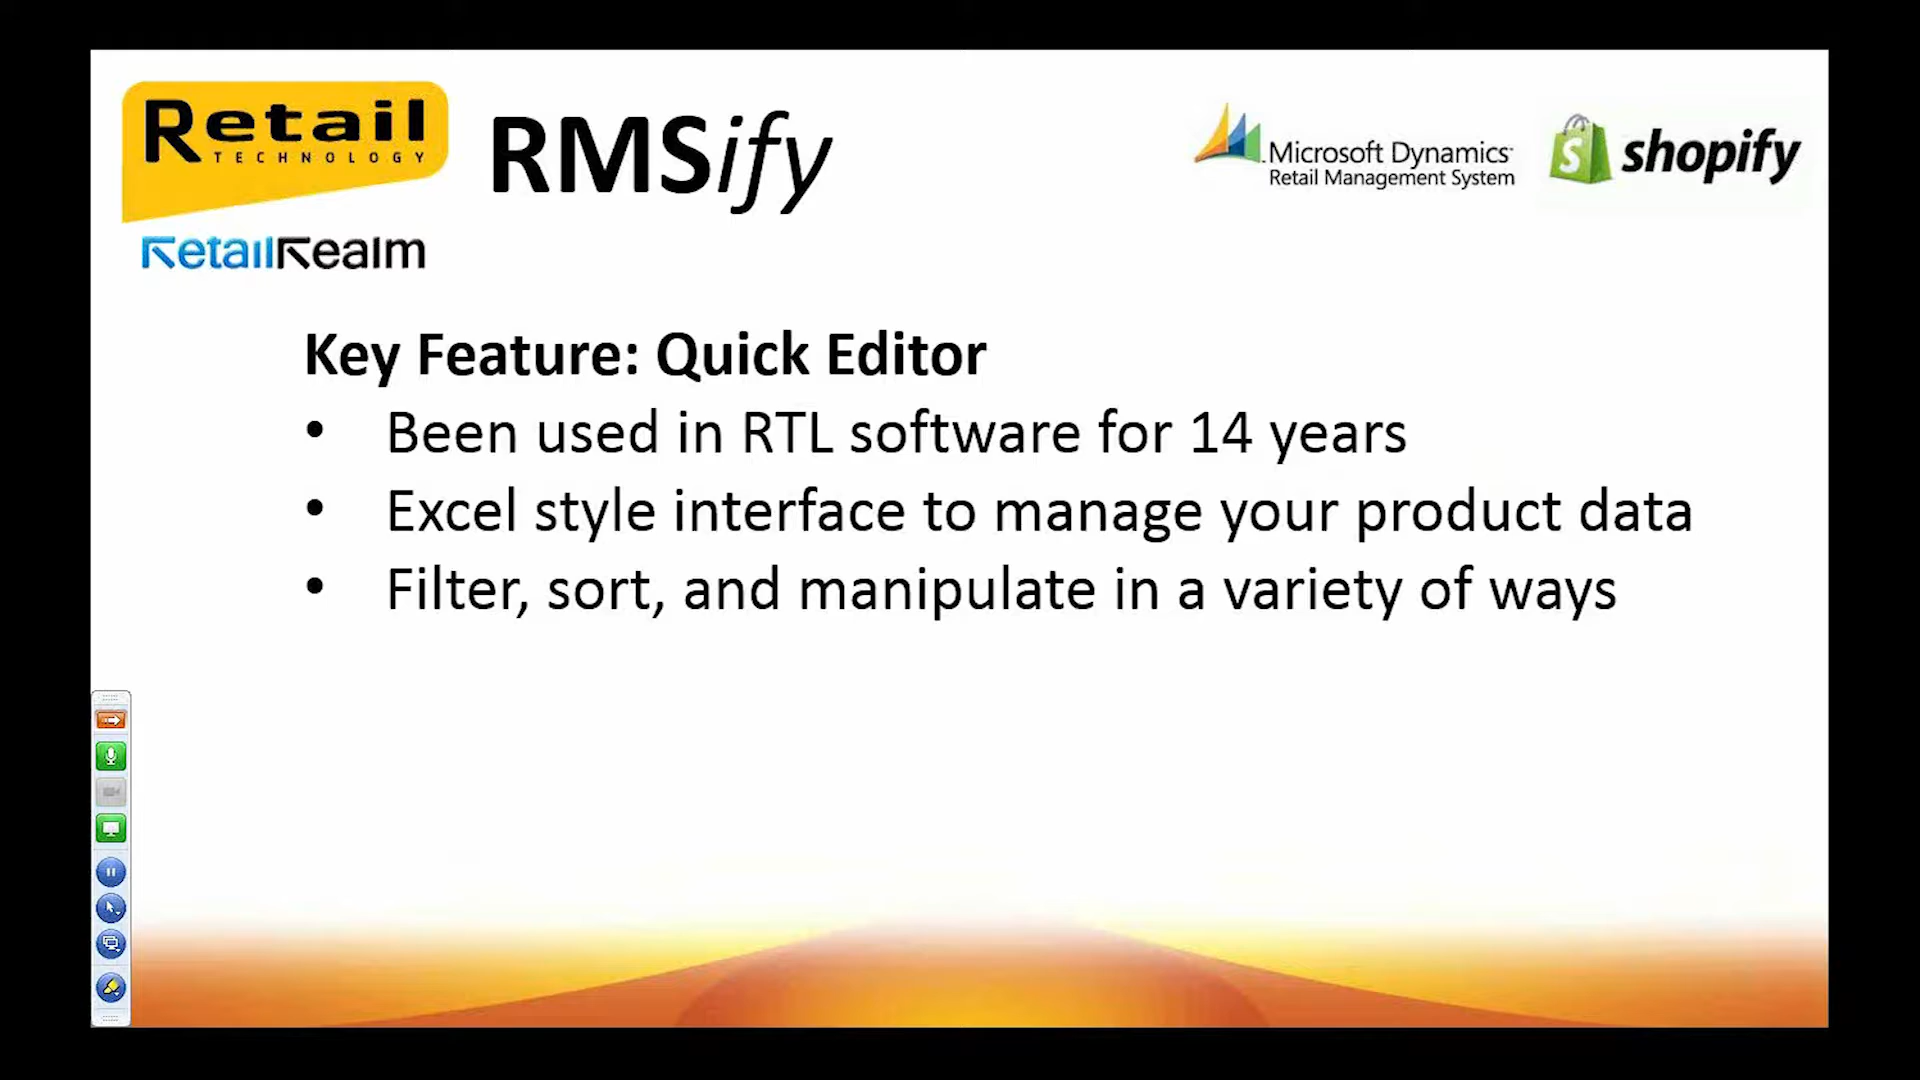 Retail
TECHNOLOGY
RetailRealm
RMSify
Microsoft Dynamics
Retail Management System
shopify
Key Feature: Quick Editor
• Been used in RTL software for 14 years
• Excel style interface to manage your product data
• Filter, sort, and manipulate in a variety of ways